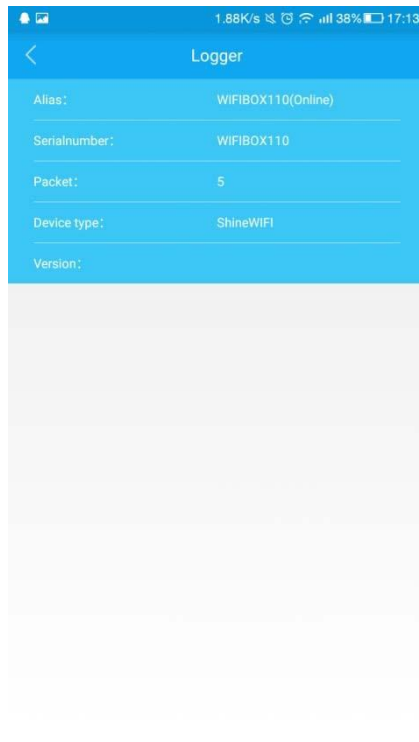 1.88K/s 38% 17:13
Logger
Alias： WIFIBOX110(Online)
Serialnumber： WIFIBOX110
Packet： 5
Device type： ShineWIFI
Version：